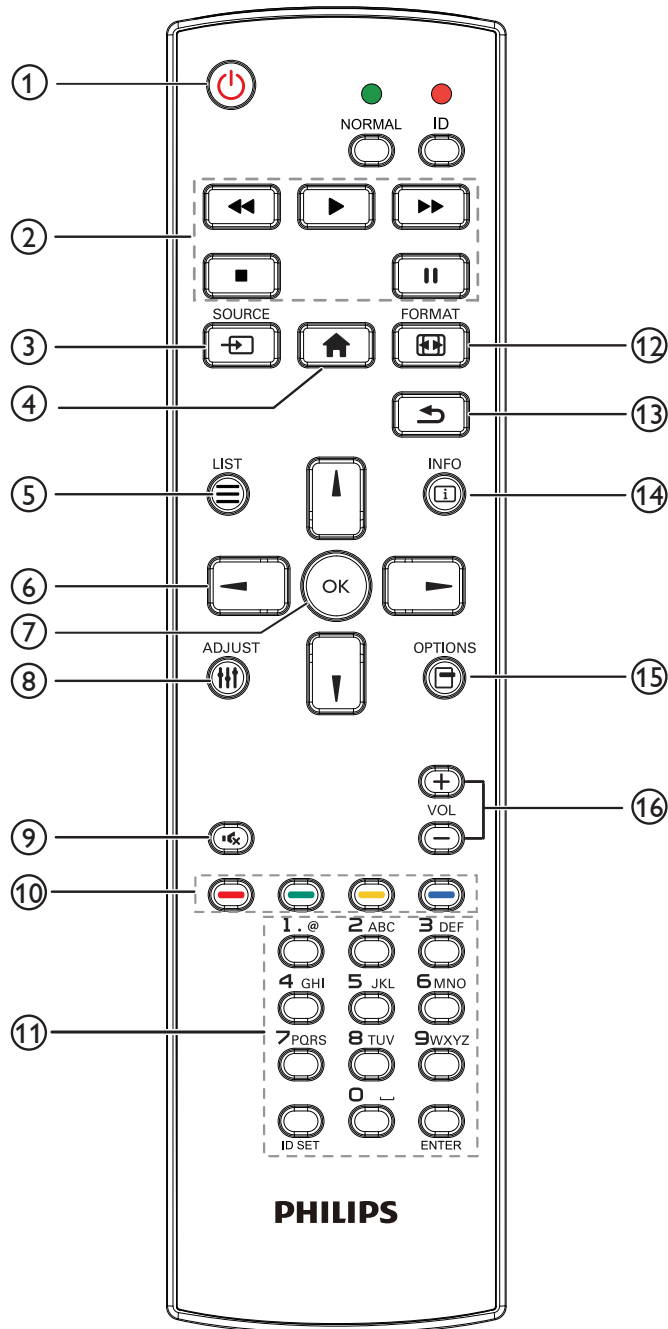 1
NORMAL ID
2
SOURCE FORMAT
3
12
4
13
LIST INFO
5
i
14
6
OK
7
ADJUST OPTIONS
8
15
VOL
16
9
10
1 . @ 2 ABC 3 DEF
4 GHI 5 JKL 6 MNO
11
7 PQRS 8 TUV 9 WXYZ
0 ⎵
ID SET ENTER
PHILIPS